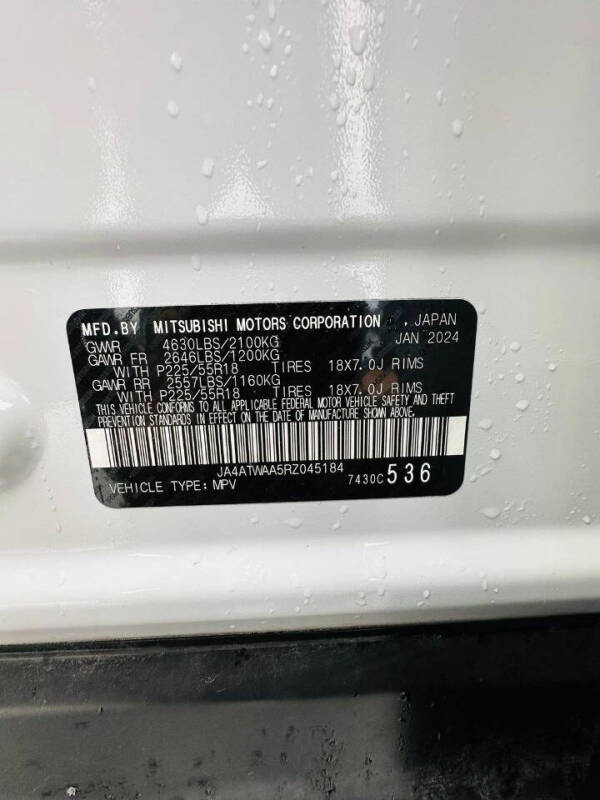 MFD.BY MITSUBISHI MOTORS CORPORATION , JAPAN
GVWR 4630LBS/2100KG JAN 2024
GAWR FR 2646LBS/1200KG
WITH P225/55R18 TIRES 18X7.0J RIMS
GAWR RR 2557LBS/1160KG
WITH P225/55R18 TIRES 18X7.0J RIMS
THIS VEHICLE CONFORMS TO ALL APPLICABLE FEDERAL MOTOR VEHICLE SAFETY AND THEFT
PREVENTION STANDARDS IN EFFECT ON THE DATE OF MANUFACTURE SHOWN ABOVE.
JA4ATWAA5RZ045184
VEHICLE TYPE: MPV 7430C 536